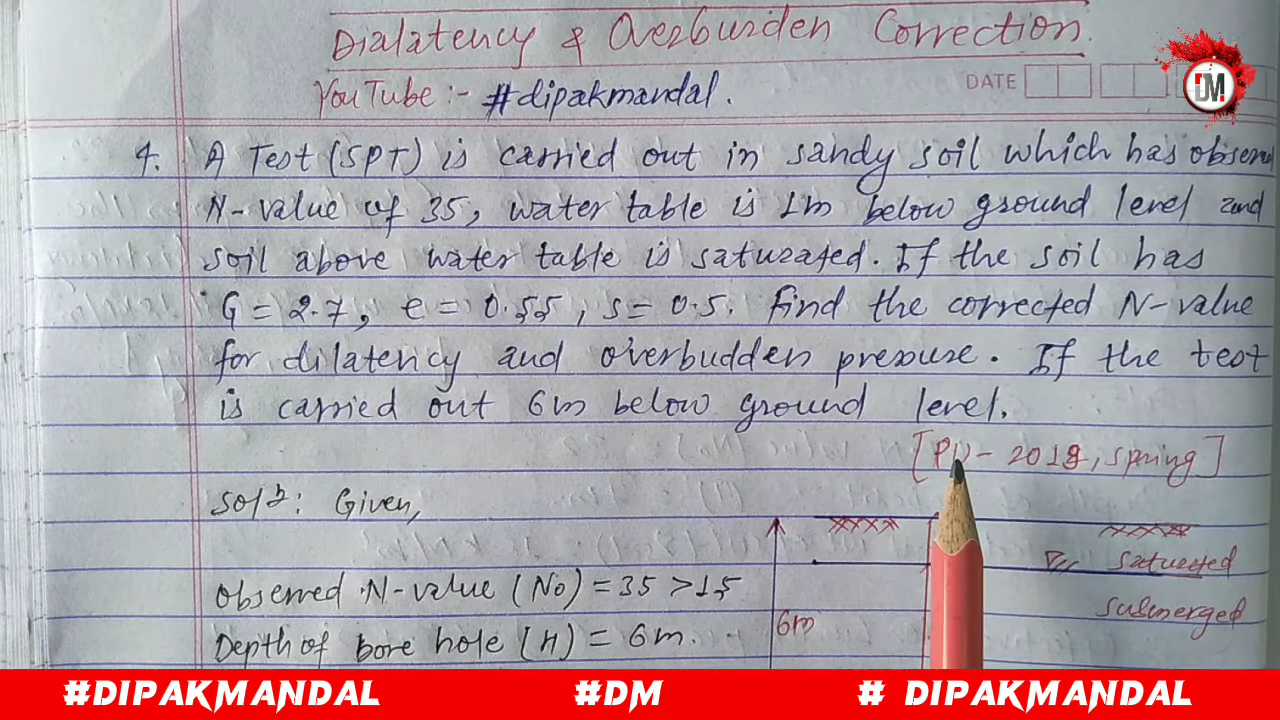 Dialatency & Overburden Correction.
YouTube:- #dipakmandal.
DATE
DM
4. A Test (SPT) is carried out in sandy soil which has observe
N-value of 35, water table is 1m below ground level and
soil above water table is saturated. If the soil has
G = 2.7, e = 0.55, s = 0.5. Find the corrected N-value
for dilatency and overbudden pressure. If the test
is carried out 6m below ground level.
[PU - 2018, spring]
Solⁿ: Given,
saturated
Observed N-value (No) = 35 > 15
submerged
6m
Depth of bore hole (H) = 6m.
#DIPAKMANDAL #DM # DIPAKMANDAL